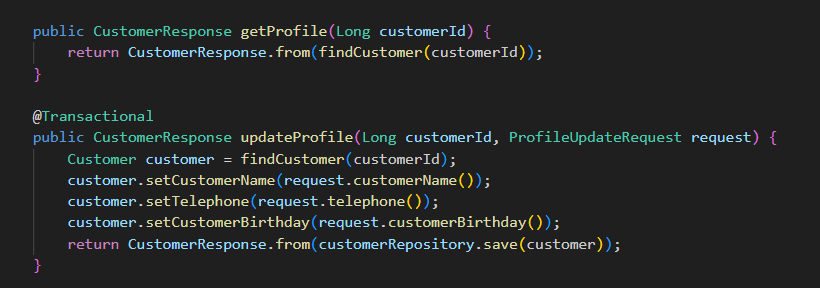 public CustomerResponse getProfile(Long customerId) {
    return CustomerResponse.from(findCustomer(customerId));
}

@Transactional
public CustomerResponse updateProfile(Long customerId, ProfileUpdateRequest request) {
    Customer customer = findCustomer(customerId);
    customer.setCustomerName(request.customerName());
    customer.setTelephone(request.telephone());
    customer.setCustomerBirthday(request.customerBirthday());
    return CustomerResponse.from(customerRepository.save(customer));
}